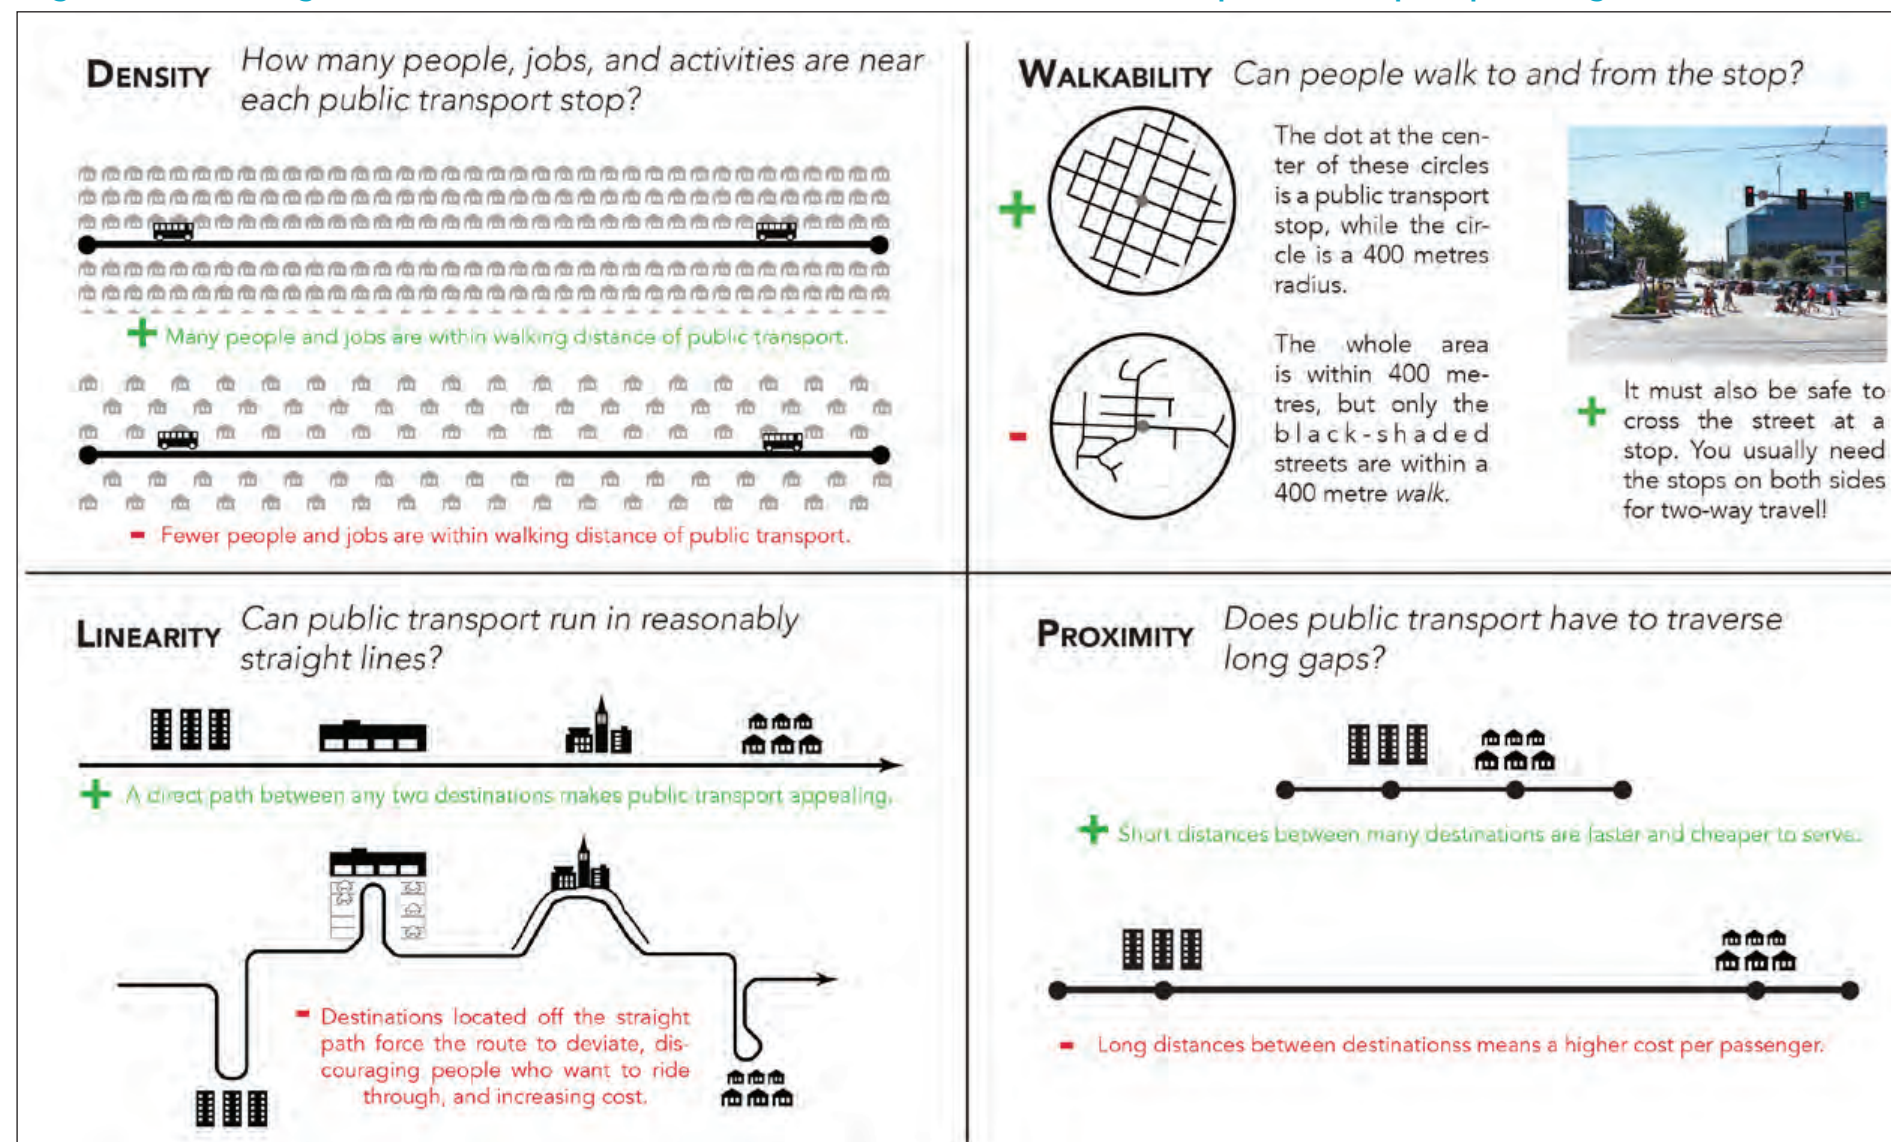 DENSITY How many people, jobs, and activities are near
each public transport stop?
+ Many people and jobs are within walking distance of public transport.
- Fewer people and jobs are within walking distance of public transport.
WALKABILITY Can people walk to and from the stop?
+
The dot at the cen-
ter of these circles
is a public transport
stop, while the cir-
cle is a 400 metres
radius.
-
The whole area
is within 400 me-
tres, but only the
black-shaded
streets are within a
400 metre walk.
+ It must also be safe to
cross the street at a
stop. You usually need
the stops on both sides
for two-way travel!
LINEARITY Can public transport run in reasonably
straight lines?
+ A direct path between any two destinations makes public transport appealing.
- Destinations located off the straight
path force the route to deviate, dis-
couraging people who want to ride
through, and increasing cost.
PROXIMITY Does public transport have to traverse
long gaps?
+ Short distances between many destinations are faster and cheaper to serve.
- Long distances between destinationss means a higher cost per passenger.